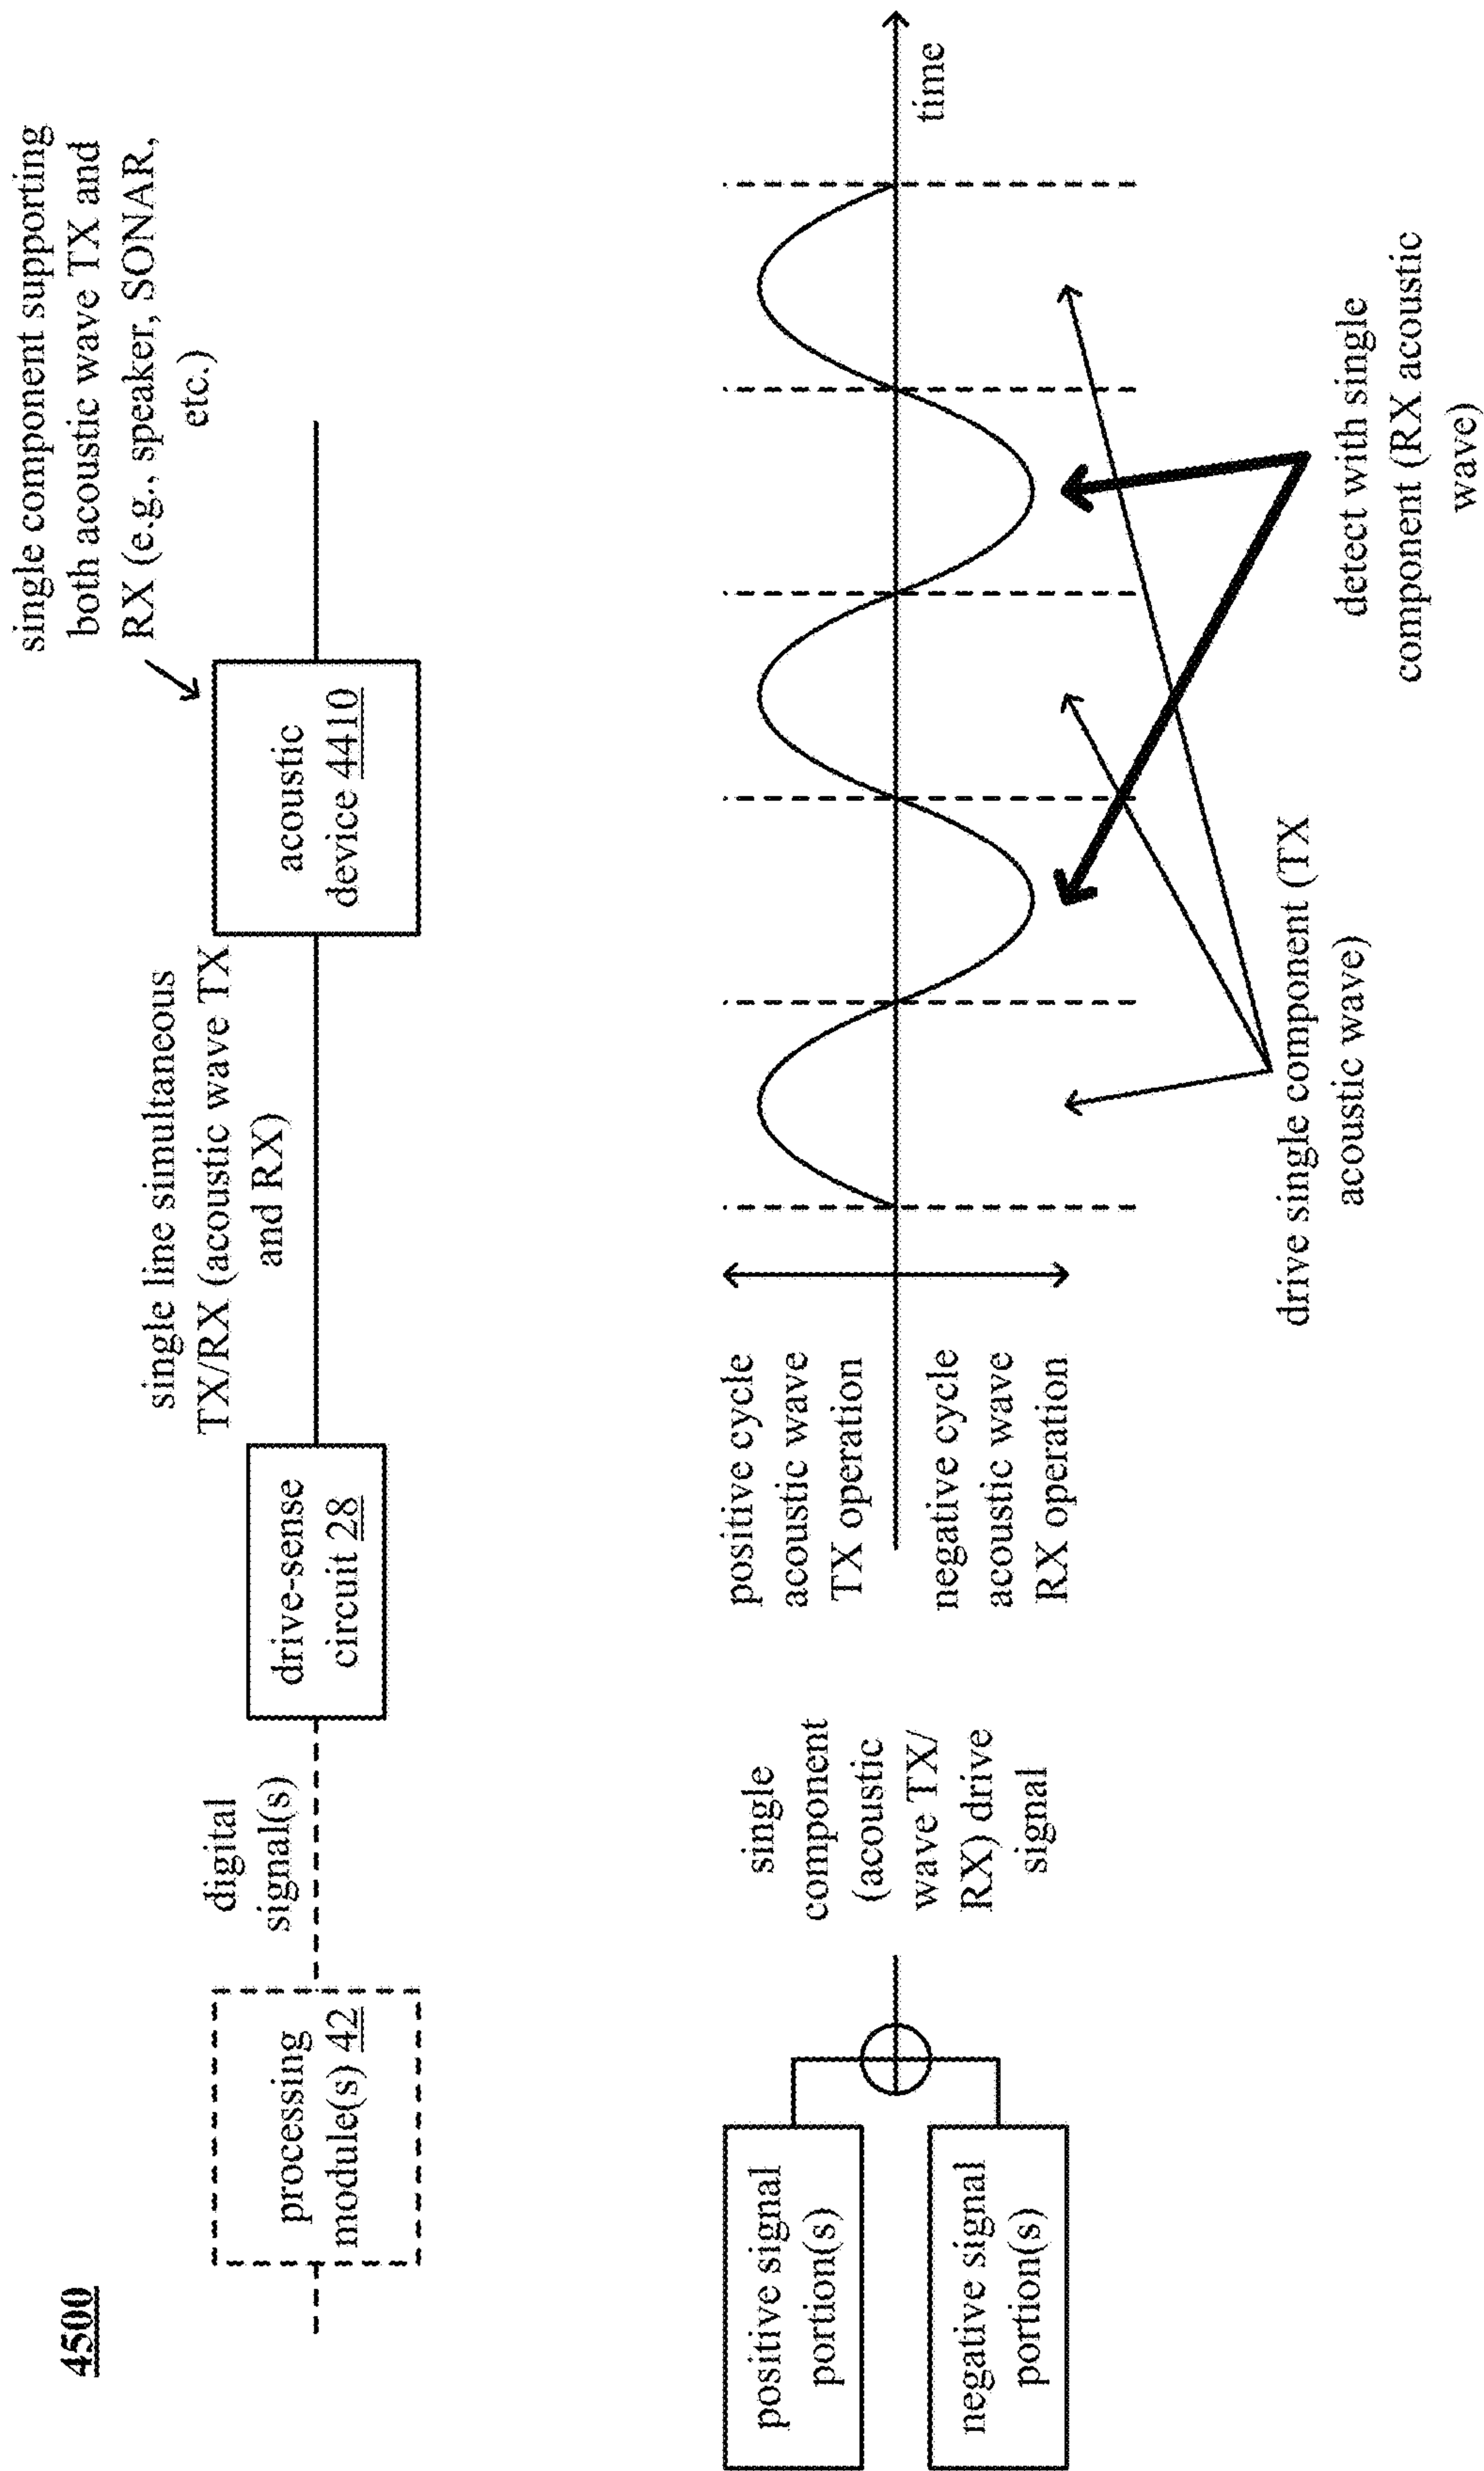 4500
processing
module(s) 42
digital
signal(s)
drive-sense
circuit 28
single line simultaneous
TX/RX (acoustic wave TX
and RX)
acoustic
device 4410
single component supporting
both acoustic wave TX and
RX (e.g., speaker, SONAR,
etc.)
positive signal
portion(s)
negative signal
portion(s)
single
component
(acoustic
wave TX/
RX) drive
signal
positive cycle
acoustic wave
TX operation
negative cycle
acoustic wave
RX operation
time
drive single component (TX
acoustic wave)
detect with single
component (RX acoustic
wave)